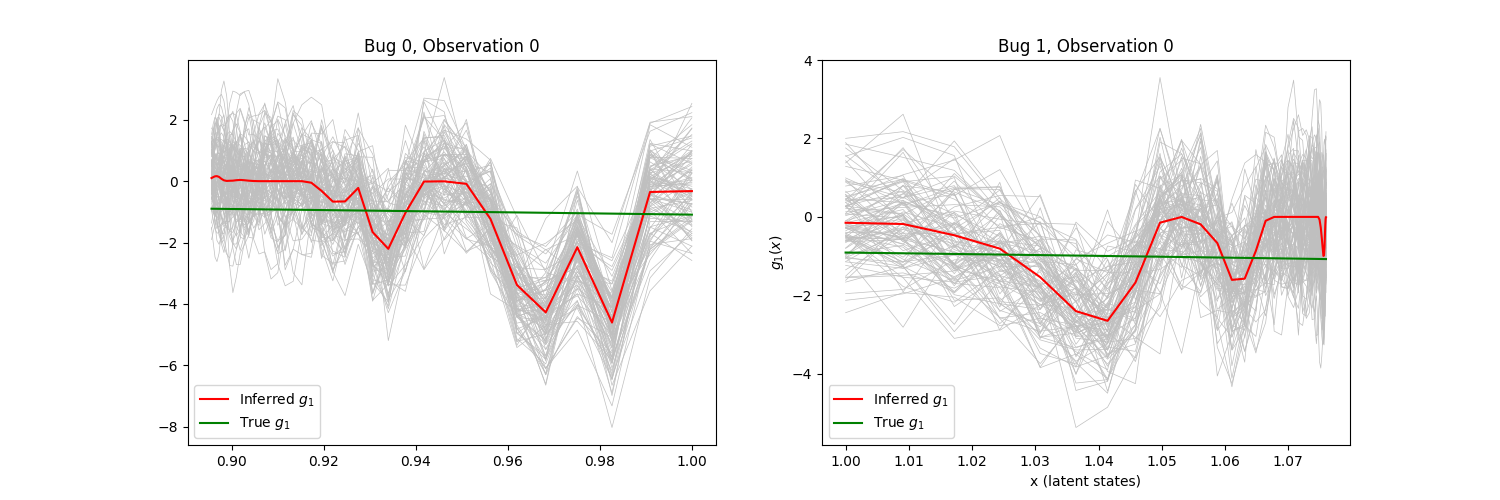 Bug 0, Observation 0
2
0
−2
−4
−6
−8
0.90 0.92 0.94 0.96 0.98 1.00
Inferred g₁
True g₁
Bug 1, Observation 0
g₁(x)
4
2
0
−2
−4
1.00 1.01 1.02 1.03 1.04 1.05 1.06 1.07
x (latent states)
Inferred g₁
True g₁